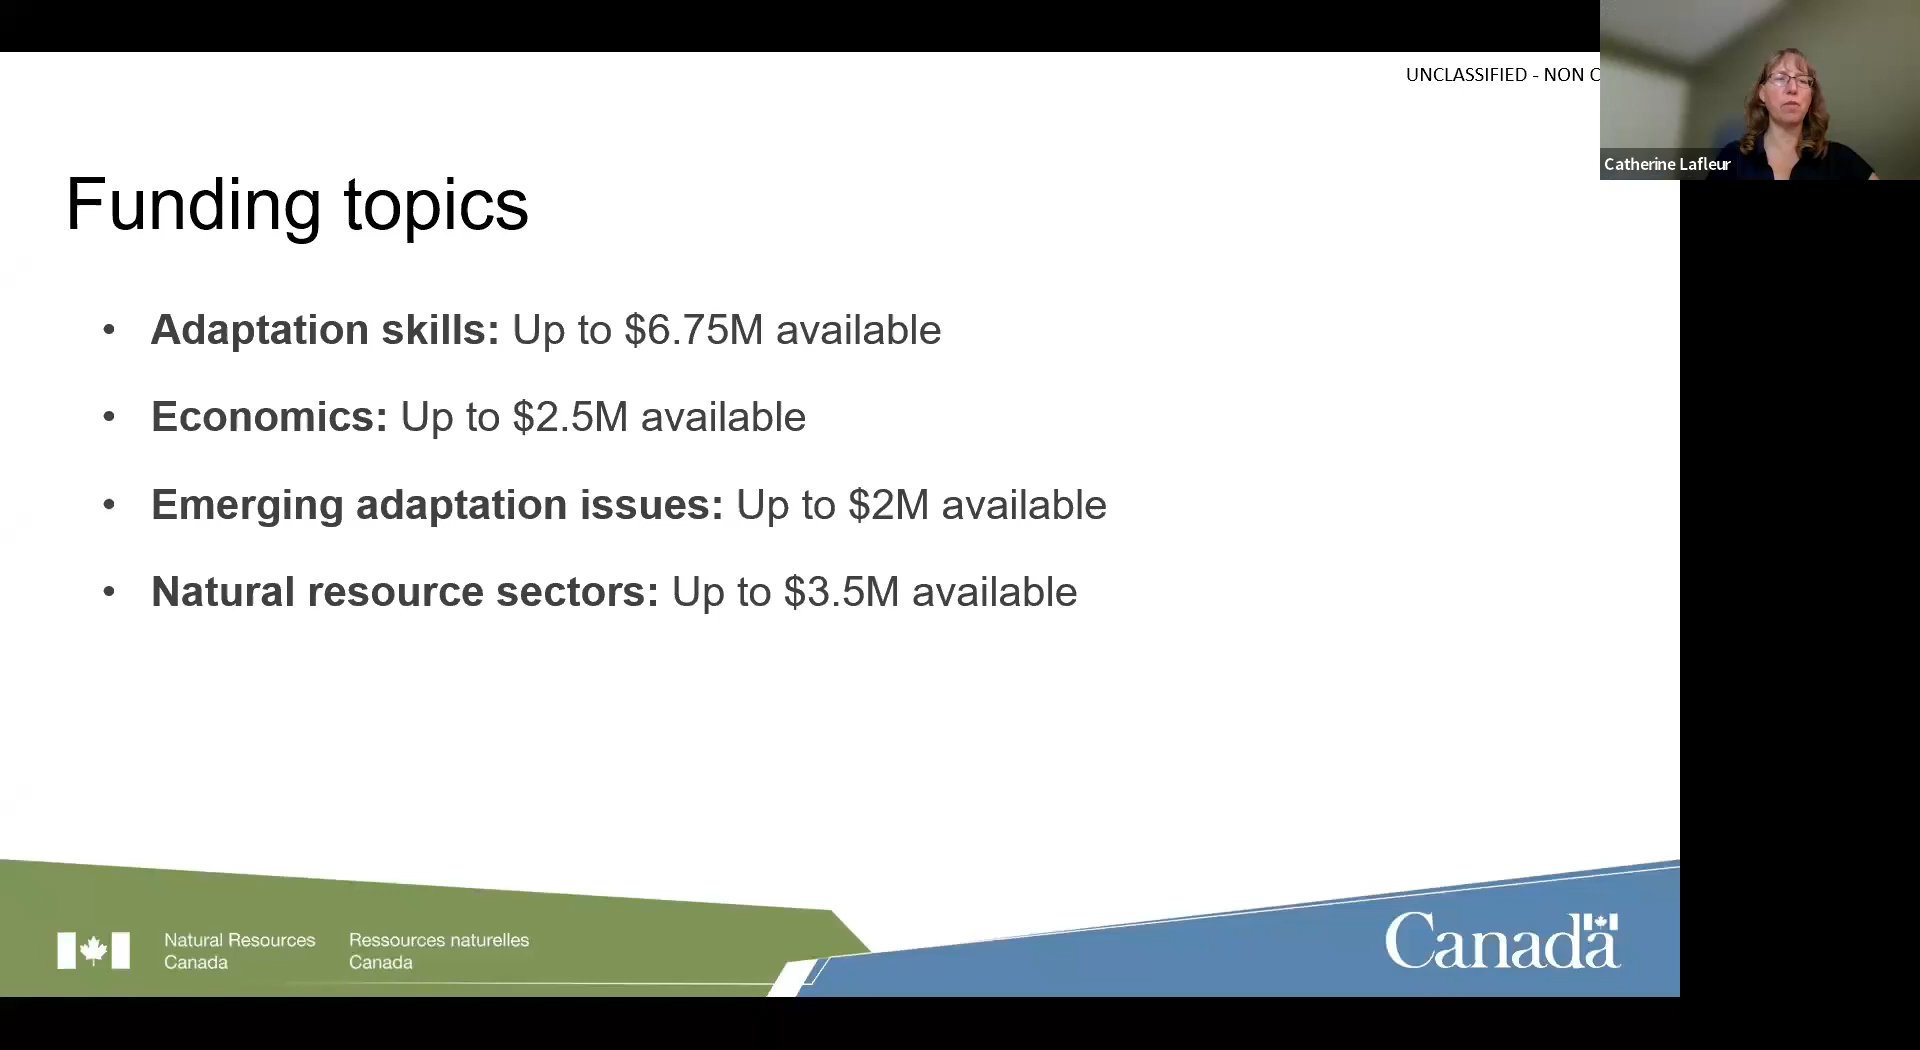 UNCLASSIFIED - NON C
Catherine Lafleur
Funding topics
• Adaptation skills: Up to $6.75M available
• Economics: Up to $2.5M available
• Emerging adaptation issues: Up to $2M available
• Natural resource sectors: Up to $3.5M available
Natural Resources
Canada
Ressources naturelles
Canada
Canada